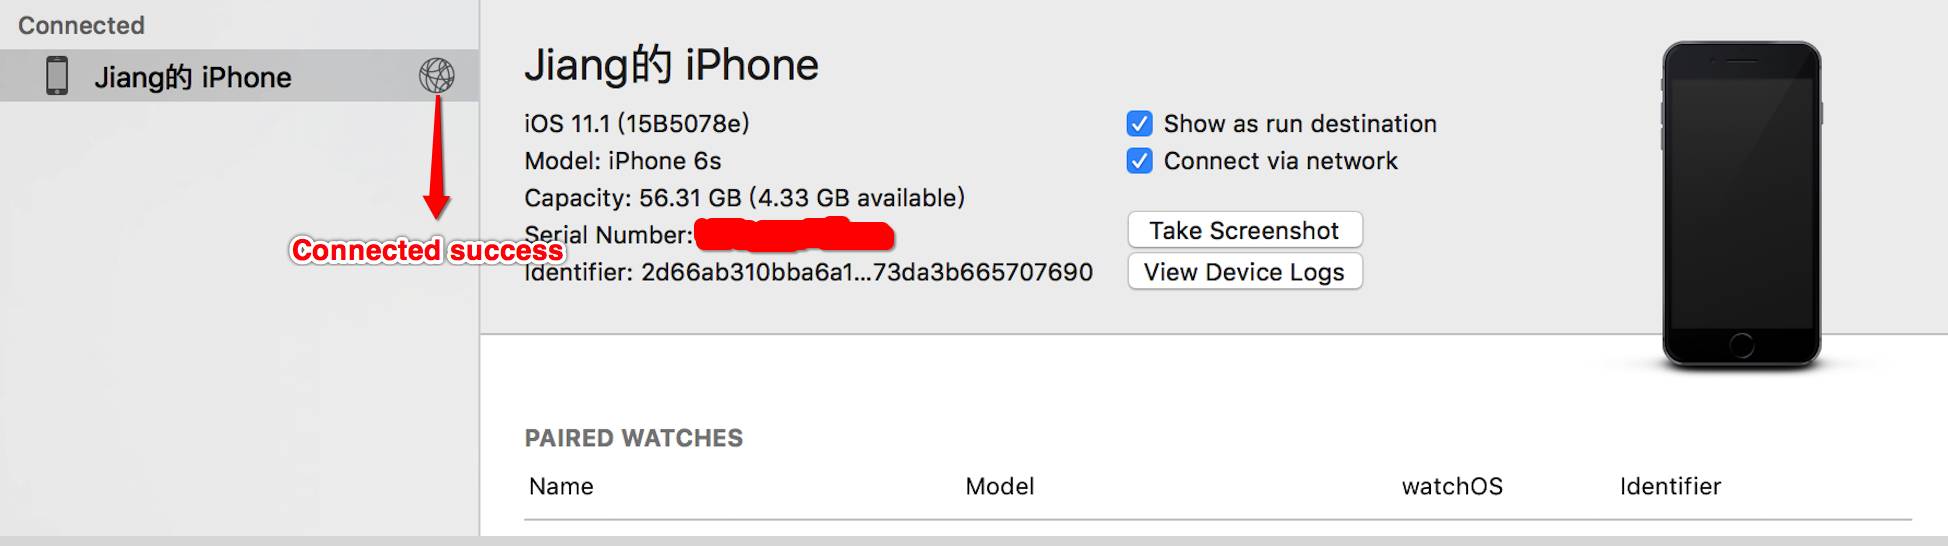 Connected
Jiang的 iPhone
Connected success
Jiang的 iPhone
iOS 11.1 (15B5078e)
Model: iPhone 6s
Capacity: 56.31 GB (4.33 GB available)
Serial Number:
Identifier: 2d66ab310bba6a1...73da3b665707690
Show as run destination
Connect via network
Take Screenshot
View Device Logs
PAIRED WATCHES
Name Model watchOS Identifier